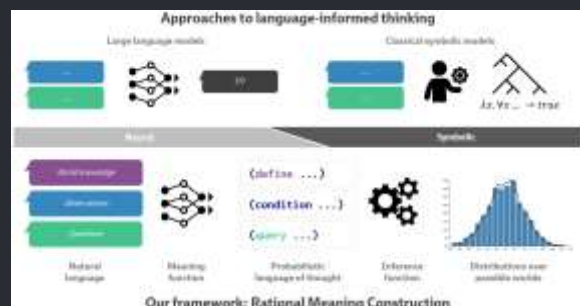 Approaches to language-informed thinking
Large language models
Classical symbolic models
...
...
...
...
λx. ∀x ... → true
Neural
Symbolic
World knowledge
Observations
Question
(define ...)
(condition ...)
(query ...)
Natural
language
Meaning
function
Probabilistic
language of thought
Inference
function
Distributions over
possible worlds
Our framework: Rational Meaning Construction